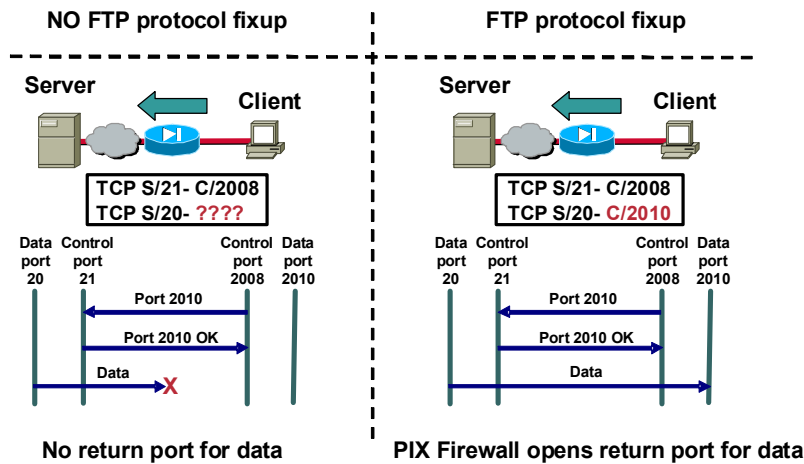 NO FTP protocol fixup
Server
Client
TCP S/21- C/2008
TCP S/20- ????
Data port 20
Control port 21
Control port 2008
Data port 2010
Port 2010
Port 2010 OK
Data
X
No return port for data
FTP protocol fixup
Server
Client
TCP S/21- C/2008
TCP S/20- C/2010
Data port 20
Control port 21
Control port 2008
Data port 2010
Port 2010
Port 2010 OK
Data
PIX Firewall opens return port for data